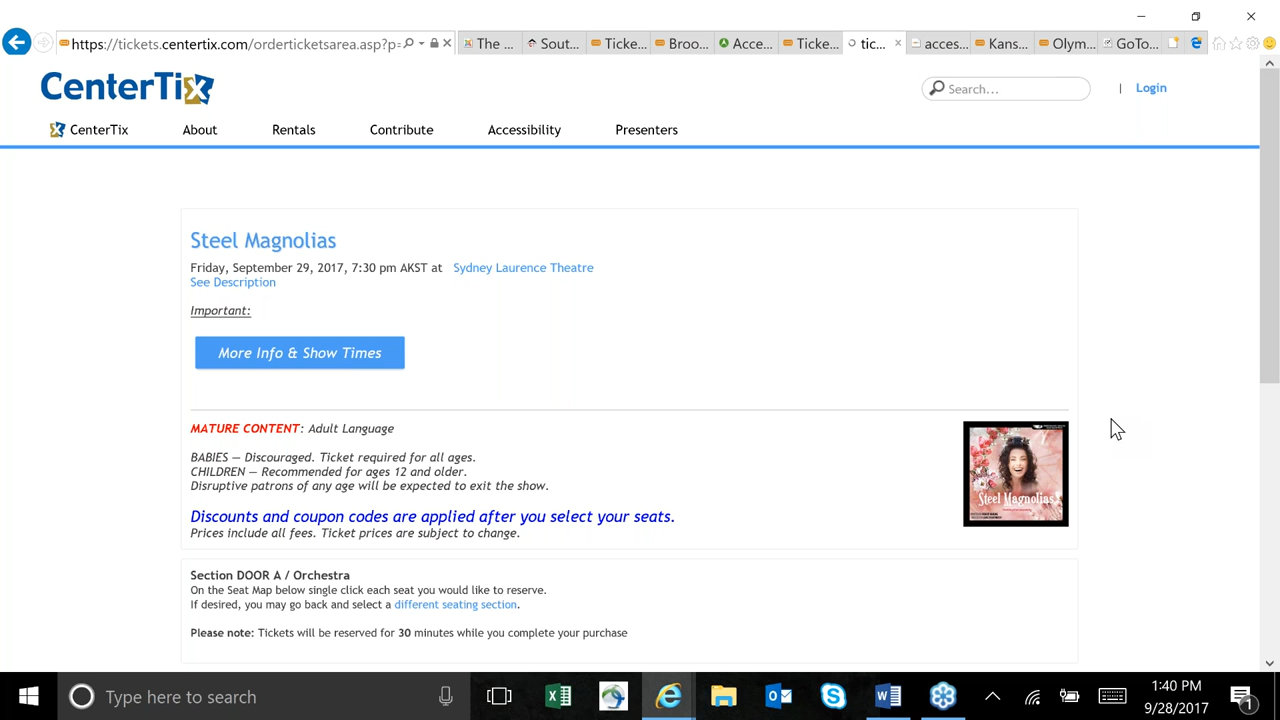 https://tickets.centertix.com/orderticketsarea.asp?p=
The ...
Sout...
Ticke...
Broo...
Acce...
Ticke...
tic...
acces...
Kans...
Olym...
GoTo...
CenterTix
Search...
| Login
CenterTix About Rentals Contribute Accessibility Presenters
Steel Magnolias
Friday, September 29, 2017, 7:30 pm AKST at Sydney Laurence Theatre
See Description
Important:
More Info & Show Times
MATURE CONTENT: Adult Language
BABIES — Discouraged. Ticket required for all ages.
CHILDREN — Recommended for ages 12 and older.
Disruptive patrons of any age will be expected to exit the show.
Steel Magnolias
Discounts and coupon codes are applied after you select your seats.
Prices include all fees. Ticket prices are subject to change.
Section DOOR A / Orchestra
On the Seat Map below single click each seat you would like to reserve.
If desired, you may go back and select a different seating section.
Please note: Tickets will be reserved for 30 minutes while you complete your purchase
Type here to search
1:40 PM
9/28/2017
1